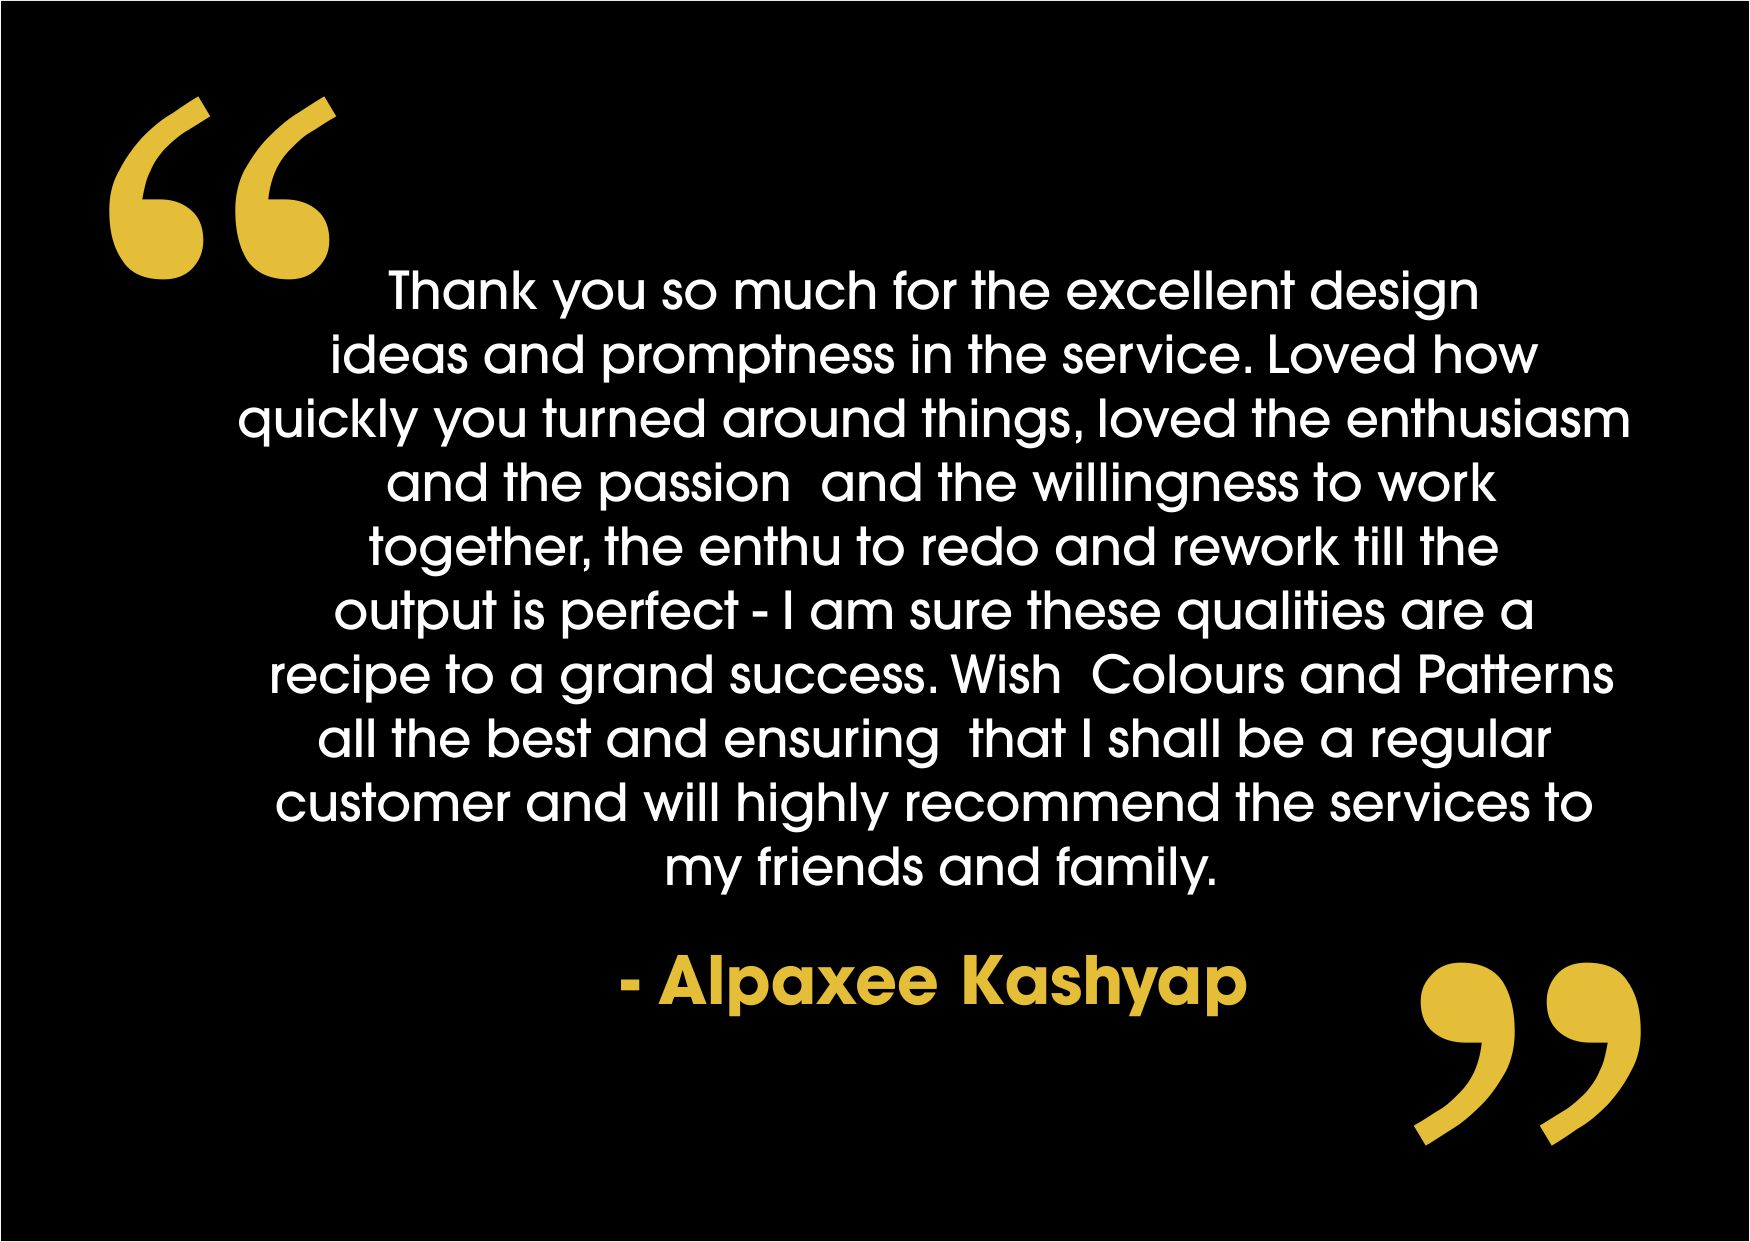 “
Thank you so much for the excellent design
ideas and promptness in the service. Loved how
quickly you turned around things, loved the enthusiasm
and the passion  and the willingness to work
together, the enthu to redo and rework till the
output is perfect - I am sure these qualities are a
recipe to a grand success. Wish  Colours and Patterns
all the best and ensuring  that I shall be a regular
customer and will highly recommend the services to
my friends and family.
- Alpaxee Kashyap
”